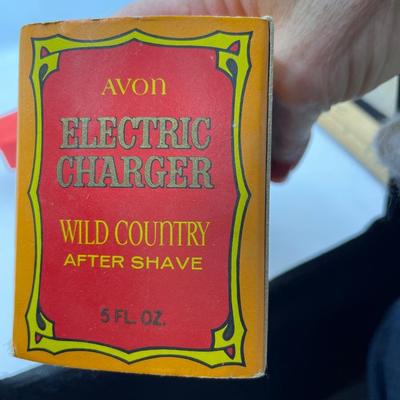 AVON
ELECTRIC
CHARGER
WILD COUNTRY
AFTER SHAVE
5 FL. OZ.